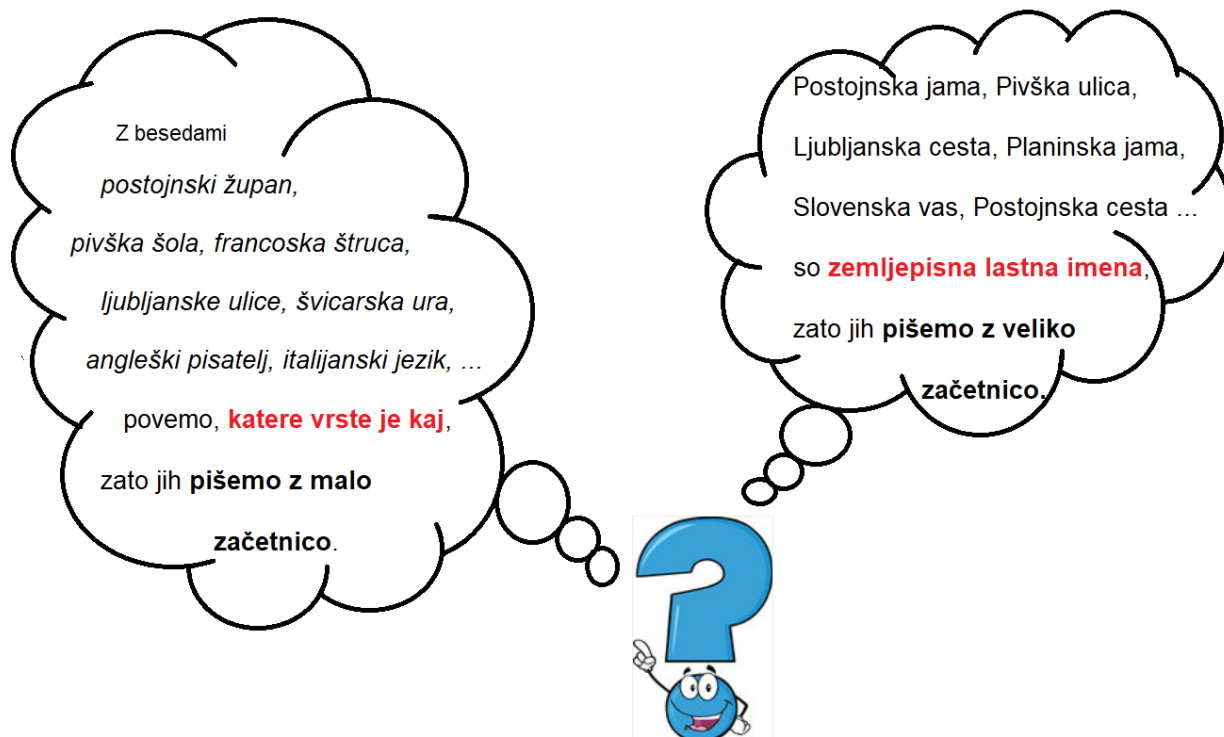 Z besedami
postojnski župan,
pivška šola, francoska štruca,
ljubljanske ulice, švicarska ura,
angleški pisatelj, italijanski jezik, ...
povemo, katere vrste je kaj,
zato jih pišemo z malo
začetnico.
Postojnska jama, Pivška ulica,
Ljubljanska cesta, Planinska jama,
Slovenska vas, Postojnska cesta ...
so zemljepisna lastna imena,
zato jih pišemo z veliko
začetnico.